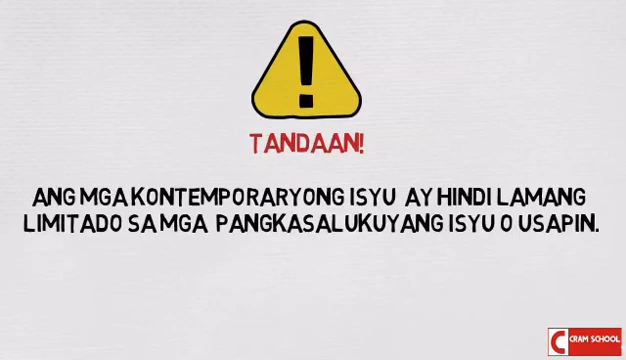 TANDAAN!
ANG MGA KONTEMPORARYONG ISYU AY HINDI LAMANG
LIMITADO SA MGA PANGKASALUKUYANG ISYU O USAPIN.
CRAM SCHOOL